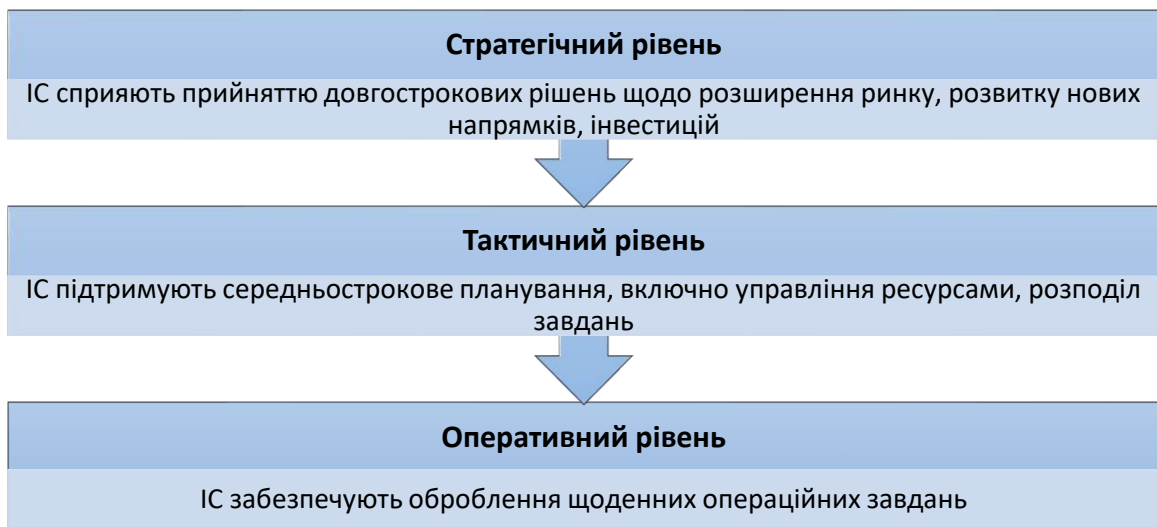 Стратегічний рівень
ІС сприяють прийняттю довгострокових рішень щодо розширення ринку, розвитку нових
напрямків, інвестицій
Тактичний рівень
ІС підтримують середньострокове планування, включно управління ресурсами, розподіл
завдань
Оперативний рівень
ІС забезпечують оброблення щоденних операційних завдань